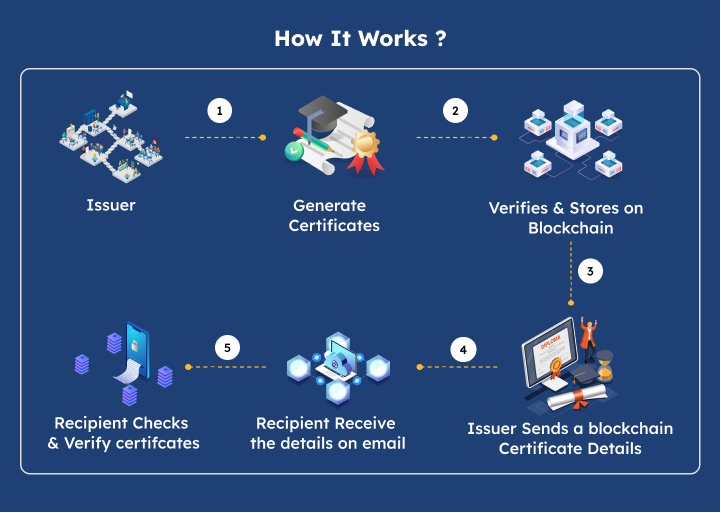 How It Works ?
1
2
Issuer
Generate
Certificates
Verifies & Stores on
Blockchain
3
DIPLOMA
5
4
Recipient Checks
& Verify certifcates
Recipient Receive
the details on email
Issuer Sends a blockchain
Certificate Details